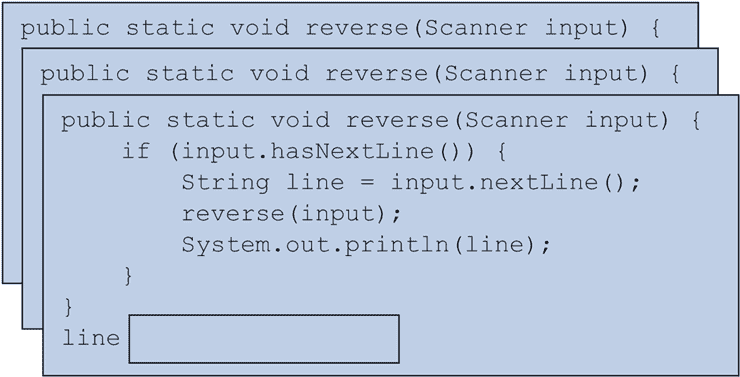 public static void reverse(Scanner input) {
public static void reverse(Scanner input) {
public static void reverse(Scanner input) {
    if (input.hasNextLine()) {
        String line = input.nextLine();
        reverse(input);
        System.out.println(line);
    }
}
line